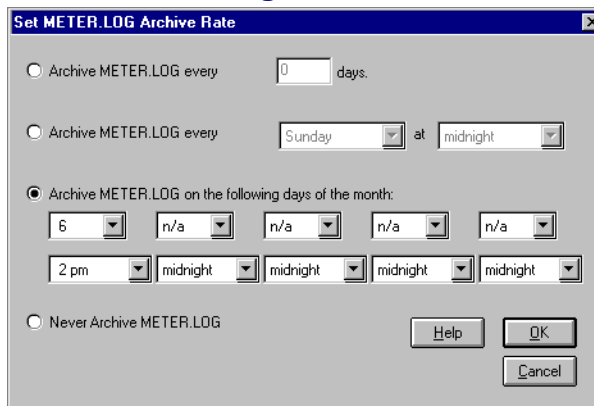 Set METER.LOG Archive Rate
Archive METER.LOG every 0 days.
Archive METER.LOG every Sunday at midnight
Archive METER.LOG on the following days of the month:
6 n/a n/a n/a n/a
2 pm midnight midnight midnight midnight
Never Archive METER.LOG
Help OK
Cancel